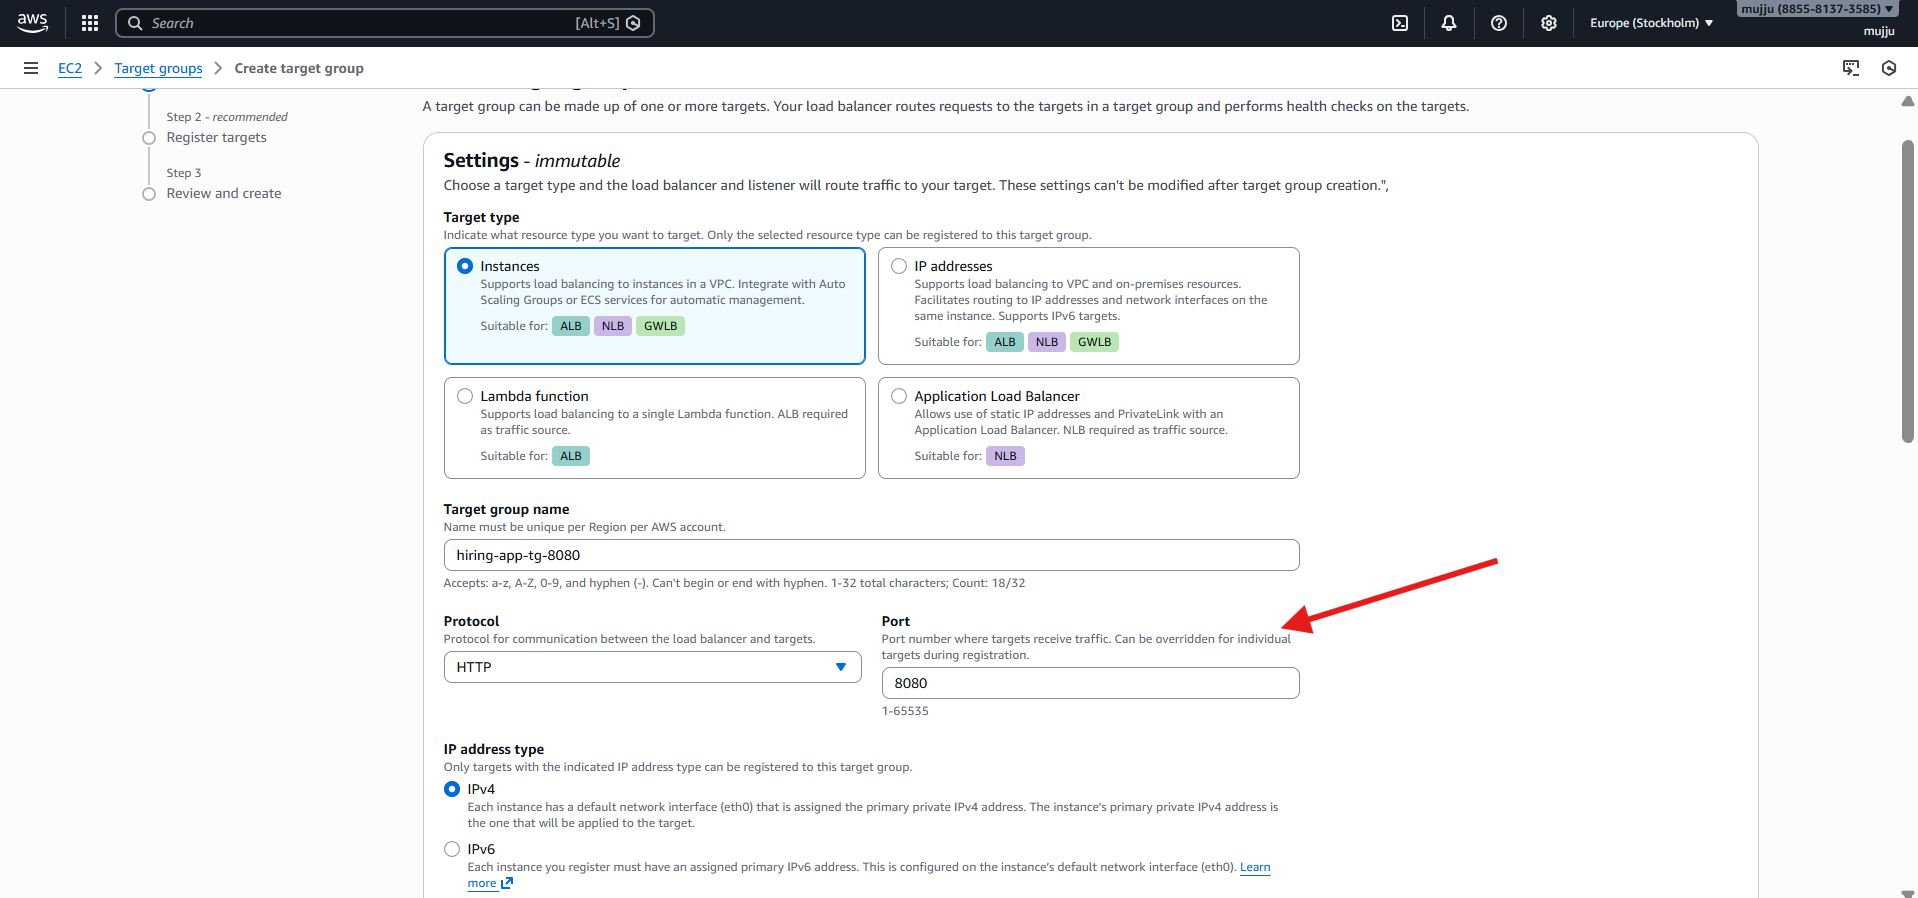 aws
Search [Alt+S]
Europe (Stockholm)
mujju (8855-8137-3585)
mujju
EC2 Target groups Create target group
Step 2 - recommended
Register targets
Step 3
Review and create
A target group can be made up of one or more targets. Your load balancer routes requests to the targets in a target group and performs health checks on the targets.
Settings - immutable
Choose a target type and the load balancer and listener will route traffic to your target. These settings can't be modified after target group creation.",
Target type
Indicate what resource type you want to target. Only the selected resource type can be registered to this target group.
Instances
Supports load balancing to instances in a VPC. Integrate with Auto
Scaling Groups or ECS services for automatic management.
Suitable for: ALB NLB GWLB
IP addresses
Supports load balancing to VPC and on-premises resources.
Facilitates routing to IP addresses and network interfaces on the
same instance. Supports IPv6 targets.
Suitable for: ALB NLB GWLB
Lambda function
Supports load balancing to a single Lambda function. ALB required
as traffic source.
Suitable for: ALB
Application Load Balancer
Allows use of static IP addresses and PrivateLink with an
Application Load Balancer. NLB required as traffic source.
Suitable for: NLB
Target group name
Name must be unique per Region per AWS account.
hiring-app-tg-8080
Accepts: a-z, A-Z, 0-9, and hyphen (-). Can't begin or end with hyphen. 1-32 total characters; Count: 18/32
Protocol
Protocol for communication between the load balancer and targets.
HTTP
Port
Port number where targets receive traffic. Can be overridden for individual
targets during registration.
8080
1-65535
IP address type
Only targets with the indicated IP address type can be registered to this target group.
IPv4
Each instance has a default network interface (eth0) that is assigned the primary private IPv4 address. The instance's primary private IPv4 address is
the one that will be applied to the target.
IPv6
Each instance you register must have an assigned primary IPv6 address. This is configured on the instance's default network interface (eth0). Learn
more